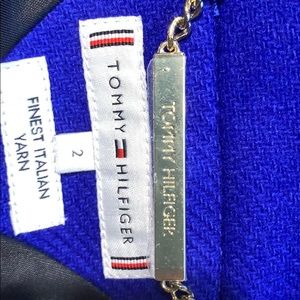 TOMMY HILFIGER
TOMMY HILFIGER
2
FINEST ITALIAN
YARN